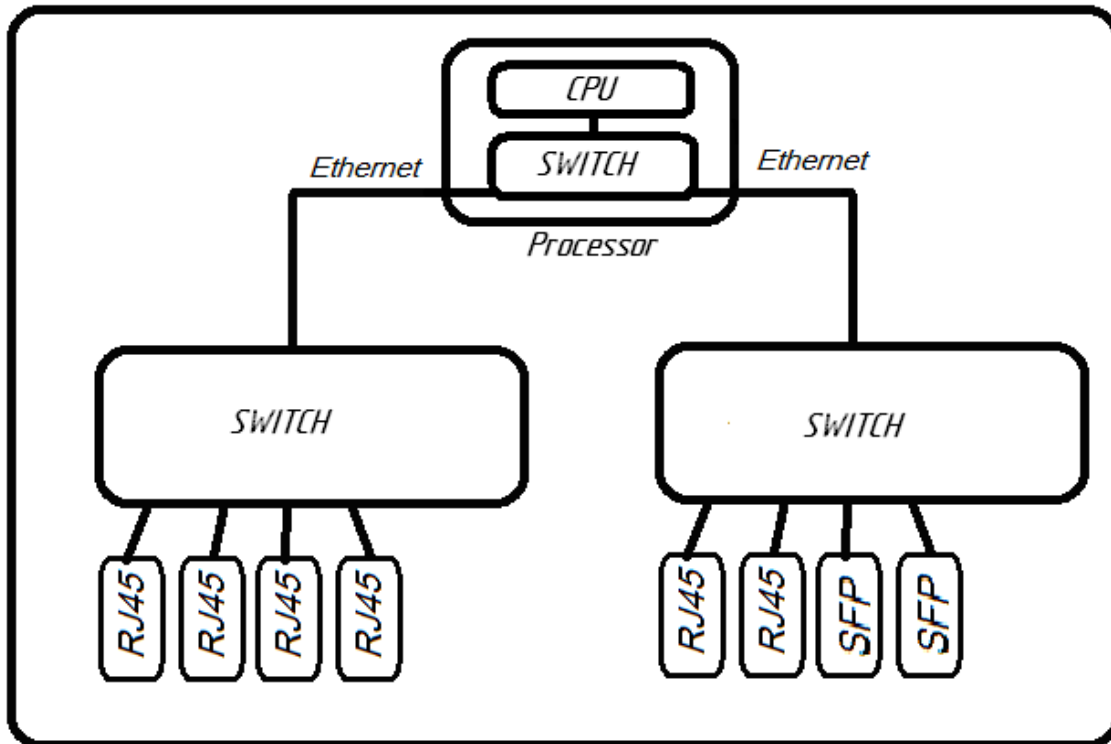 CPU
Ethernet
SWITCH
Ethernet
Processor
SWITCH
SWITCH
RJ45
RJ45
RJ45
RJ45
RJ45
RJ45
SFP
SFP